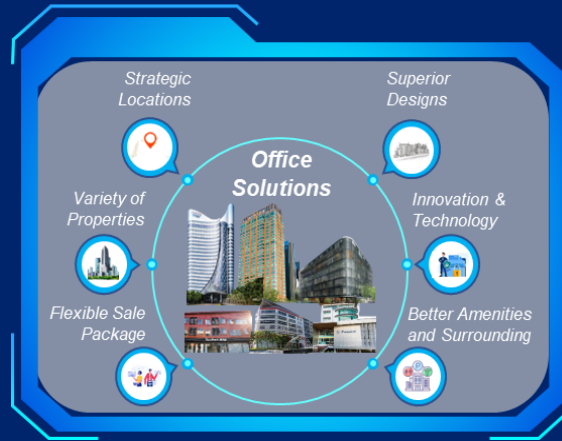 Strategic
Locations
Superior
Designs
Office
Solutions
Variety of
Properties
Innovation &
Technology
Flexible Sale
Package
Better Amenities
and Surrounding